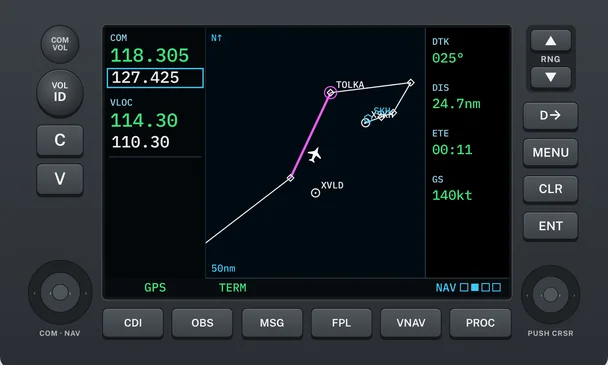 COM
VOL
VOL
ID
C
V
COM · NAV
COM
118.305
127.425
VLOC
114.30
110.30
N↑
TOLKA
XVLD
50nm
DTK
025°
DIS
24.7nm
ETE
00:11
GS
140kt
GPS
TERM
NAV
RNG
D→
MENU
CLR
ENT
PUSH CRSR
CDI
OBS
MSG
FPL
VNAV
PROC